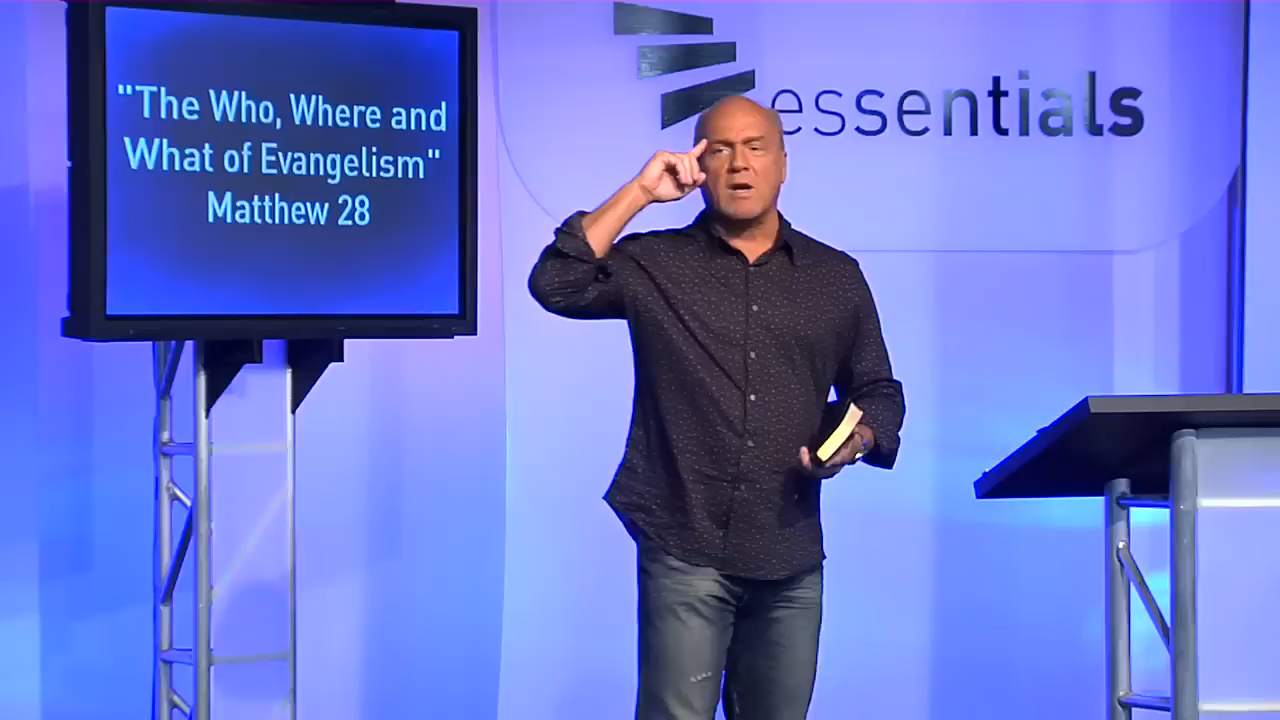 "The Who, Where and
What of Evangelism"
Matthew 28
essentials